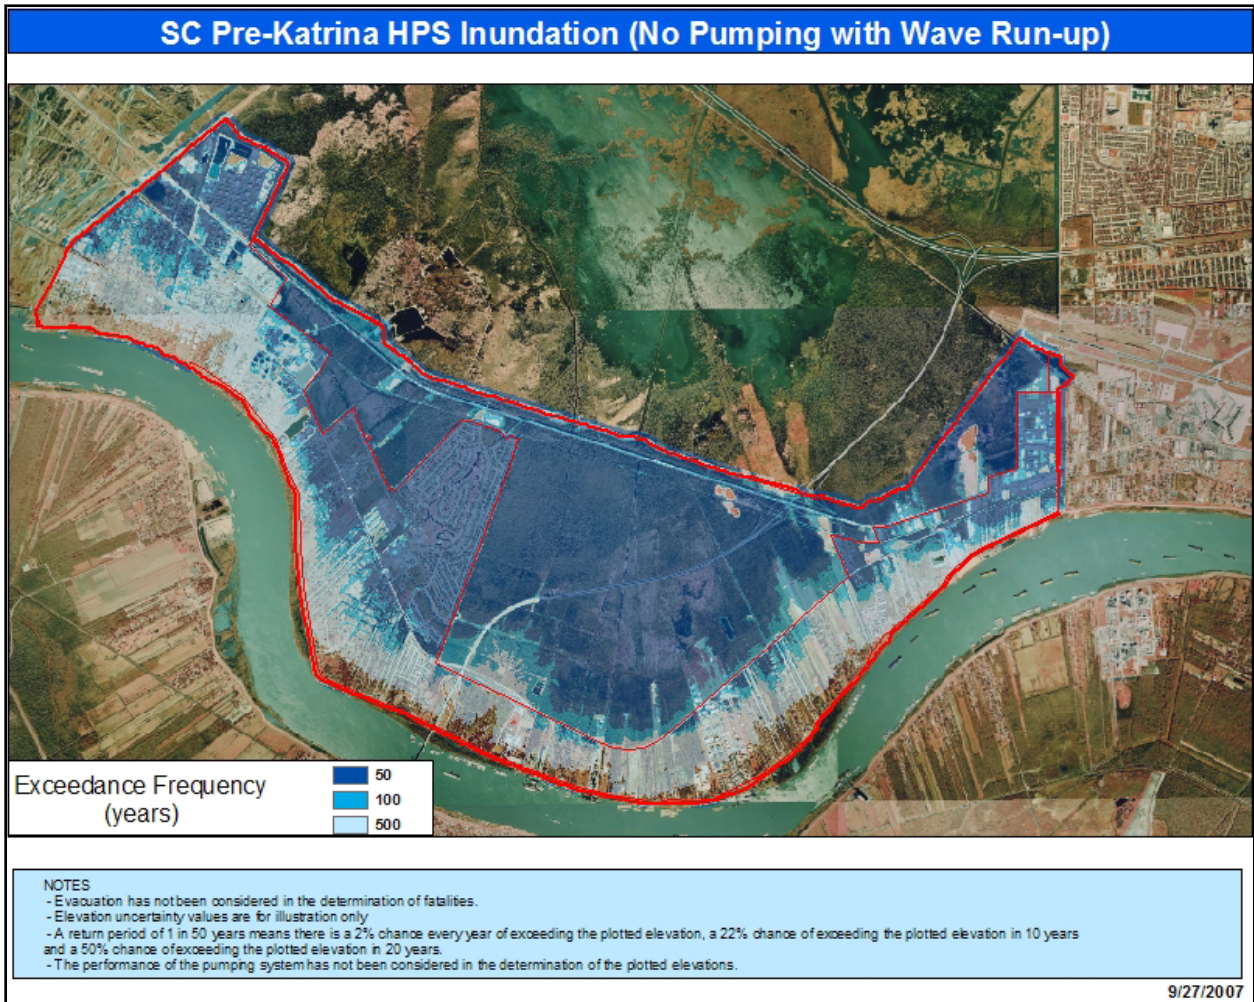 SC Pre-Katrina HPS Inundation (No Pumping with Wave Run-up)
Exceedance Frequency
(years)
50
100
500
NOTES
- Evacuation has not been considered in the determination of fatalities.
- Elevation uncertainty values are for illustration only
- A return period of 1 in 50 years means there is a 2% chance every year of exceeding the plotted elevation, a 22% chance of exceeding the plotted elevation in 10 years
and a 50% chance of exceeding the plotted elevation in 20 years.
- The performance of the pumping system has not been considered in the determination of the plotted elevations.
9/27/2007